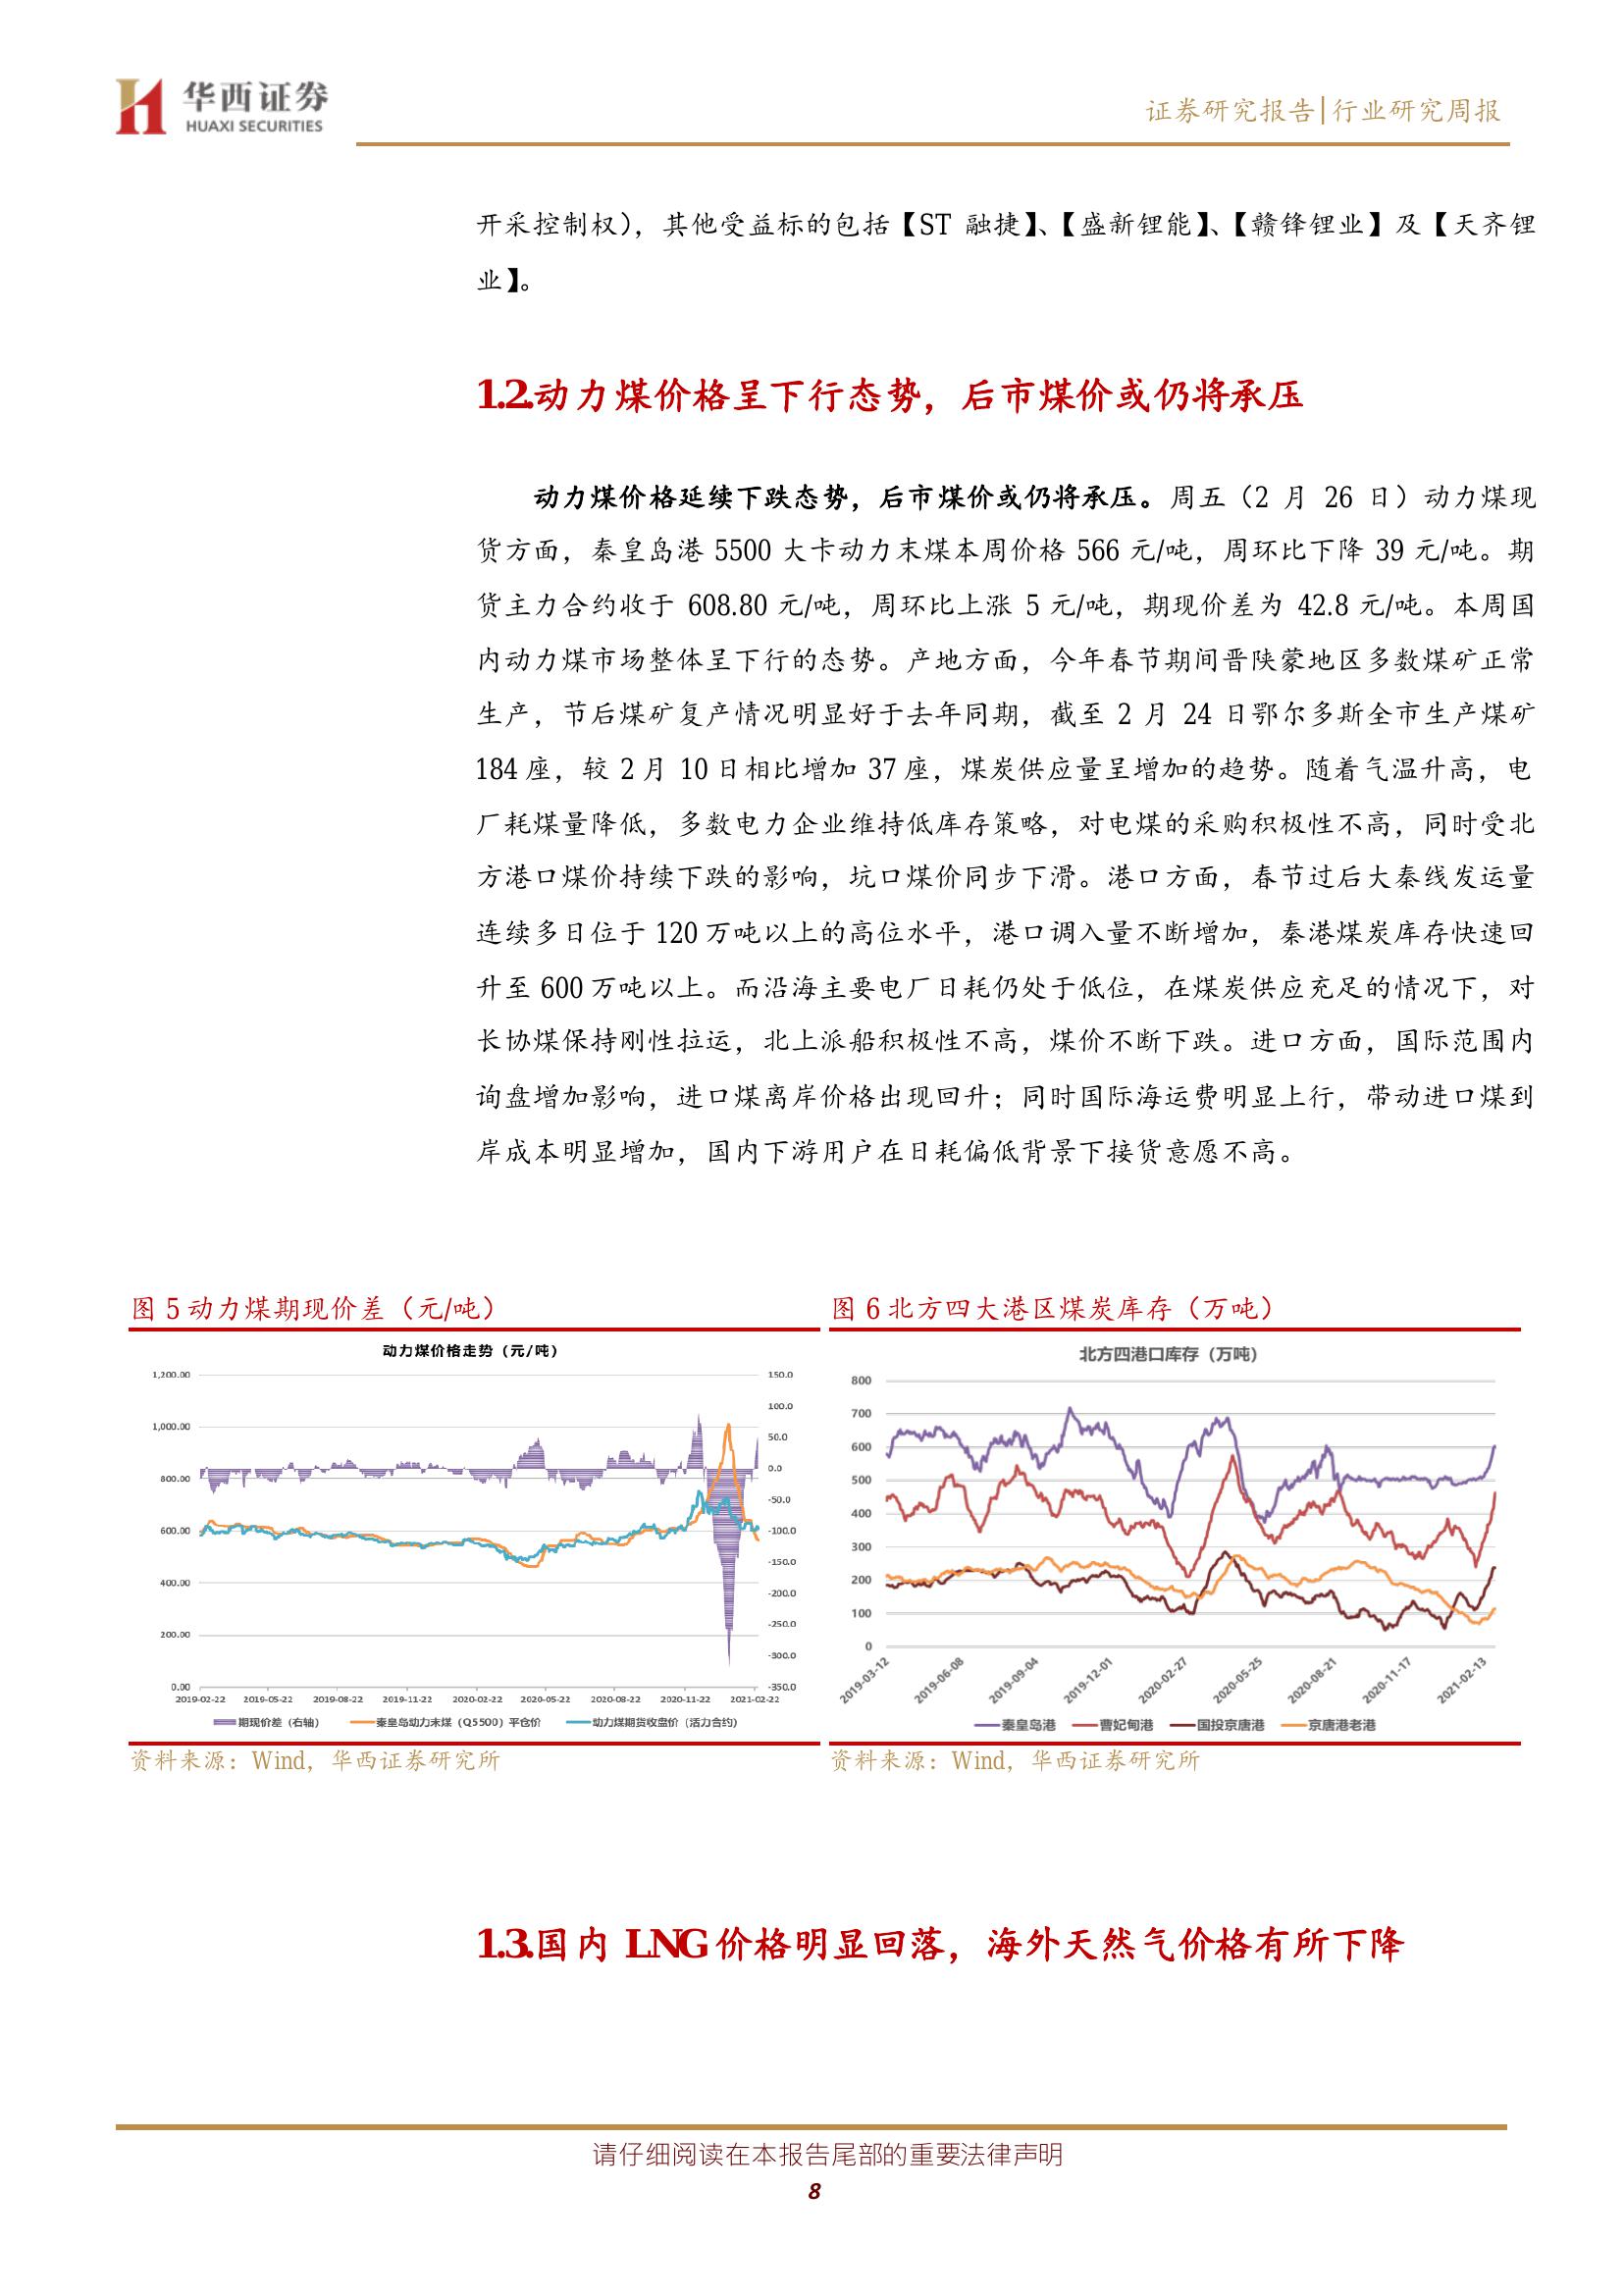 华西证券
HUAXI SECURITIES
证券研究报告|行业研究周报
开采控制权），其他受益标的包括【ST 融捷】、【盛新锂能】、【赣锋锂业】及【天齐锂
业】。
1.2.动力煤价格呈下行态势，后市煤价或仍将承压
动力煤价格延续下跌态势，后市煤价或仍将承压。周五（2 月 26 日）动力煤现
货方面，秦皇岛港 5500 大卡动力末煤本周价格 566 元/吨，周环比下降 39 元/吨。期
货主力合约收于 608.80 元/吨，周环比上涨 5 元/吨，期现价差为 42.8 元/吨。本周国
内动力煤市场整体呈下行的态势。产地方面，今年春节期间晋陕蒙地区多数煤矿正常
生产，节后煤矿复产情况明显好于去年同期，截至 2 月 24 日鄂尔多斯全市生产煤矿
184 座，较 2 月 10 日相比增加 37 座，煤炭供应量呈增加的趋势。随着气温升高，电
厂耗煤量降低，多数电力企业维持低库存策略，对电煤的采购积极性不高，同时受北
方港口煤价持续下跌的影响，坑口煤价同步下滑。港口方面，春节过后大秦线发运量
连续多日位于 120 万吨以上的高位水平，港口调入量不断增加，秦港煤炭库存快速回
升至 600 万吨以上。而沿海主要电厂日耗仍处于低位，在煤炭供应充足的情况下，对
长协煤保持刚性拉运，北上派船积极性不高，煤价不断下跌。进口方面，国际范围内
询盘增加影响，进口煤离岸价格出现回升；同时国际海运费明显上行，带动进口煤到
岸成本明显增加，国内下游用户在日耗偏低背景下接货意愿不高。
图 5 动力煤期现价差（元/吨）
动力煤价格走势（元/吨）
1,200.00
1,000.00
800.00
600.00
400.00
200.00
0.00
150.0
100.0
50.0
0.0
-50.0
-100.0
-150.0
-200.0
-250.0
-300.0
-350.0
2019-02-22 2019-05-22 2019-08-22 2019-11-22 2020-02-22 2020-05-22 2020-08-22 2020-11-22 2021-02-22
期现价差（右轴） 秦皇岛动力末煤（Q5500）平仓价 动力煤期货收盘价（活力合约）
资料来源：Wind，华西证券研究所
图 6 北方四大港区煤炭库存（万吨）
北方四港口库存（万吨）
800
700
600
500
400
300
200
100
0
2019-03-12 2019-06-08 2019-09-04 2019-12-01 2020-02-27 2020-05-25 2020-08-21 2020-11-17 2021-02-13
秦皇岛港 曹妃甸港 国投京唐港 京唐港老港
资料来源：Wind，华西证券研究所
1.3.国内 LNG 价格明显回落，海外天然气价格有所下降
请仔细阅读在本报告尾部的重要法律声明
8